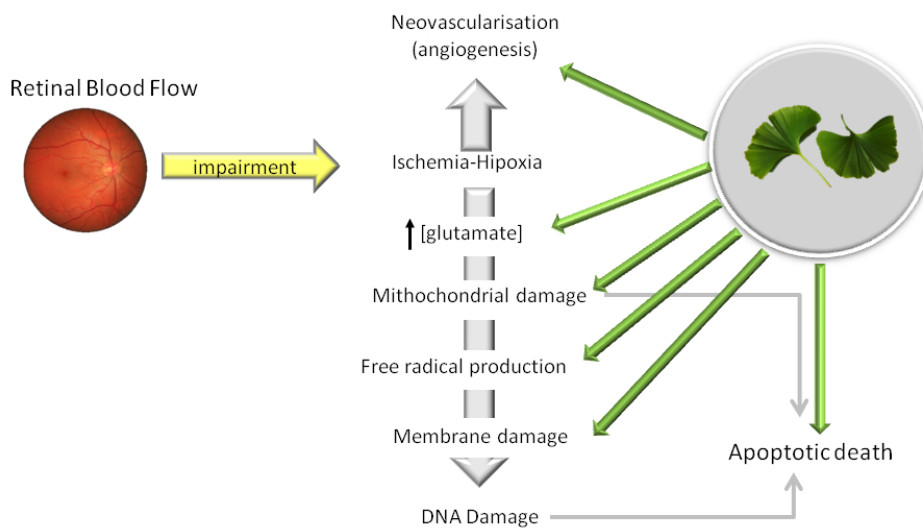 Neovascularisation
(angiogenesis)
Retinal Blood Flow
impairment
Ischemia-Hipoxia
[glutamate]
Mithochondrial damage
Free radical production
Membrane damage
Apoptotic death
DNA Damage